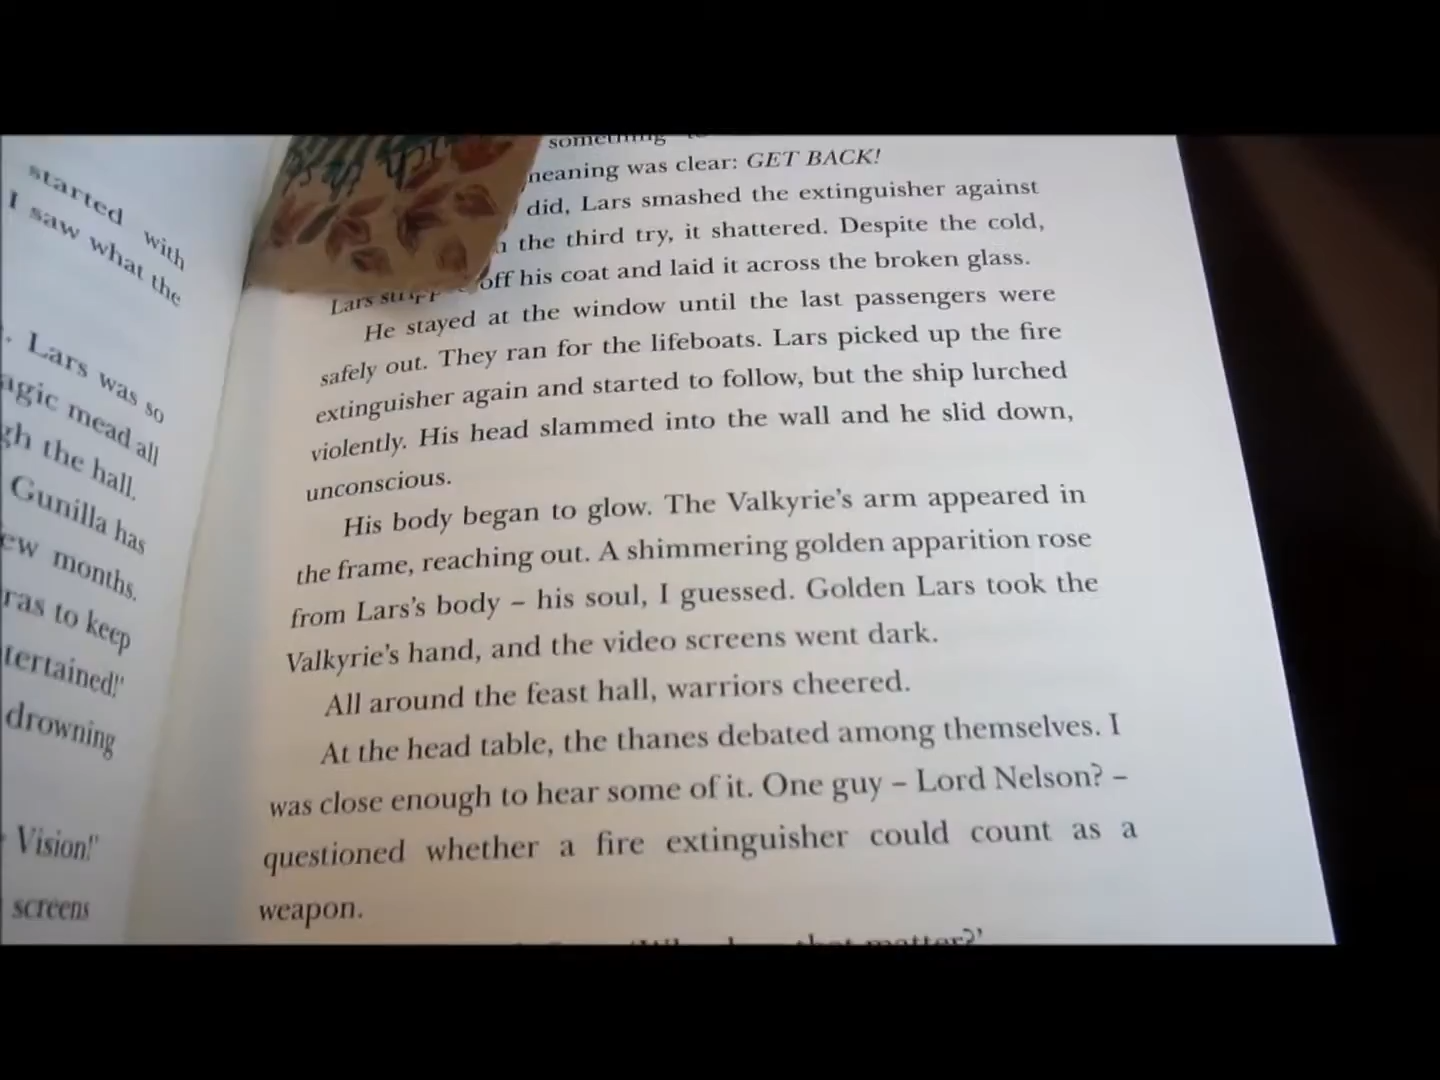 started with
I saw what the
. Lars was so
agic mead all
gh the hall.
Gunilla has
ew months.
ras to keep
tertained!'
drowning
Vision!'
screens
something
neaning was clear: GET BACK!
did, Lars smashed the extinguisher against
the third try, it shattered. Despite the cold,
Lars off his coat and laid it across the broken glass.
He stayed at the window until the last passengers were
safely out. They ran for the lifeboats. Lars picked up the fire
extinguisher again and started to follow, but the ship lurched
violently. His head slammed into the wall and he slid down,
unconscious.
His body began to glow. The Valkyrie's arm appeared in
the frame, reaching out. A shimmering golden apparition rose
from Lars's body – his soul, I guessed. Golden Lars took the
Valkyrie's hand, and the video screens went dark.
All around the feast hall, warriors cheered.
At the head table, the thanes debated among themselves. I
was close enough to hear some of it. One guy – Lord Nelson? –
questioned whether a fire extinguisher could count as a
weapon.
that matter?'